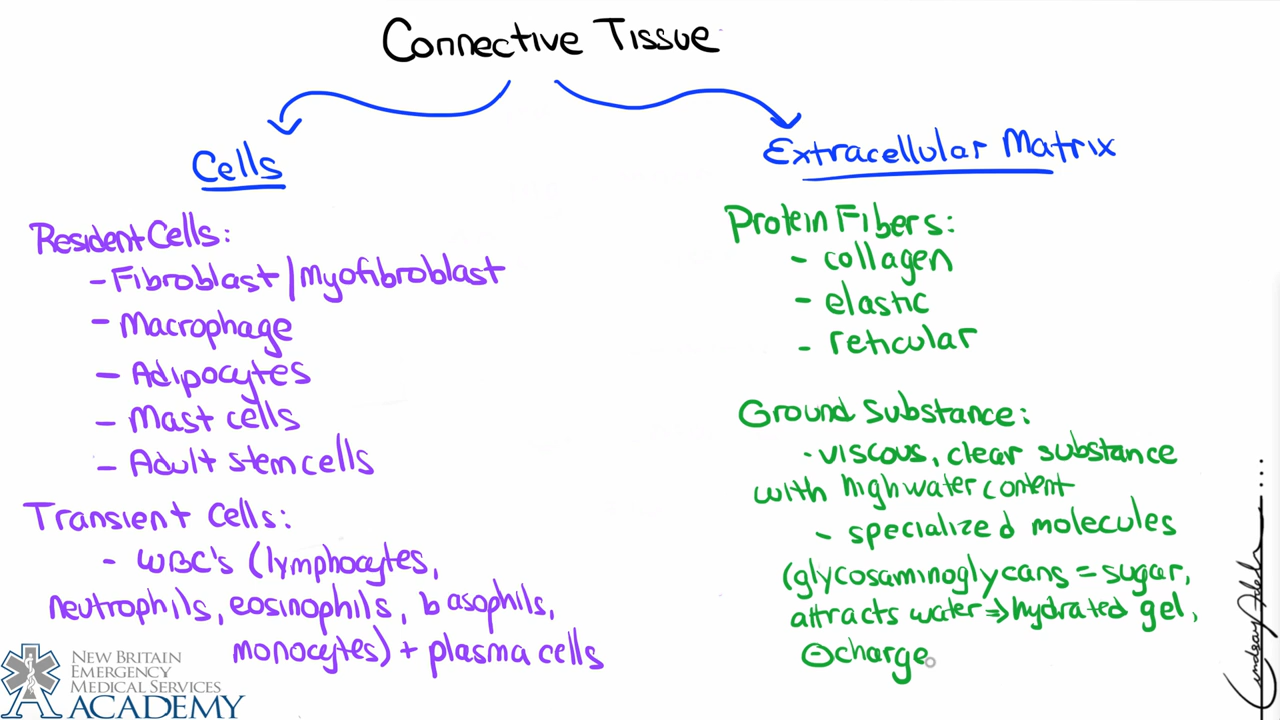 Connective Tissue
Cells
Resident Cells:
- Fibroblast/Myofibroblast
- Macrophage
- Adipocytes
- Mast cells
- Adult stem cells
Transient Cells:
- WBC's (lymphocytes,
neutrophils, eosinophils, basophils,
monocytes) + plasma cells
Extracellular Matrix
Protein Fibers:
- collagen
- elastic
- reticular
Ground Substance:
- viscous, clear substance
with high water content
- specialized molecules
(glycosaminoglycans = sugar,
attracts water ⇒ hydrated gel,
⊖ charge
NEW BRITAIN
EMERGENCY
MEDICAL SERVICES
ACADEMY
Lindsay